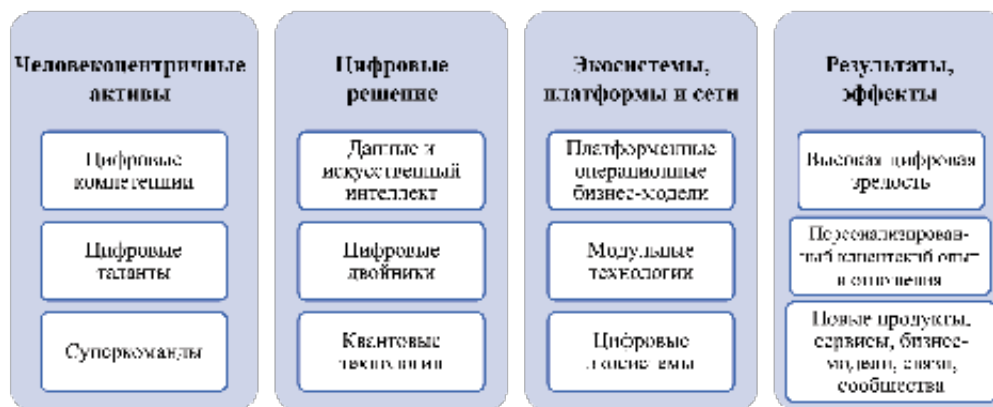 Человекоцентричные
активы
Цифровые
компетенции
Цифровые
таланты
Суперкоманды
Цифровые
решение
Данные и
искусственный
интеллект
Цифровые
двойники
Квантовые
технологии
Экосистемы,
платформы и сети
Платформенные
операционные
бизнес-модели
Модульные
технологии
Цифровые
экосистемы
Результаты,
эффекты
Высокая цифровая
зрелость
Персонализирован-
ный клиентский опыт
и отношения
Новые продукты,
сервисы, бизнес-
модели, связи,
сообщества